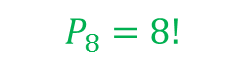 P₈ = 8!